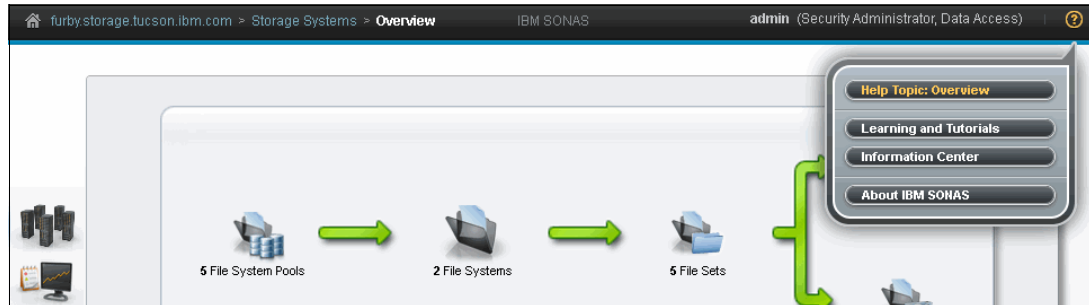 furby.storage.tucson.ibm.com > Storage Systems > Overview IBM SONAS admin (Security Administrator, Data Access) ?
Help Topic: Overview
Learning and Tutorials
Information Center
About IBM SONAS
5 File System Pools 2 File Systems 5 File Sets